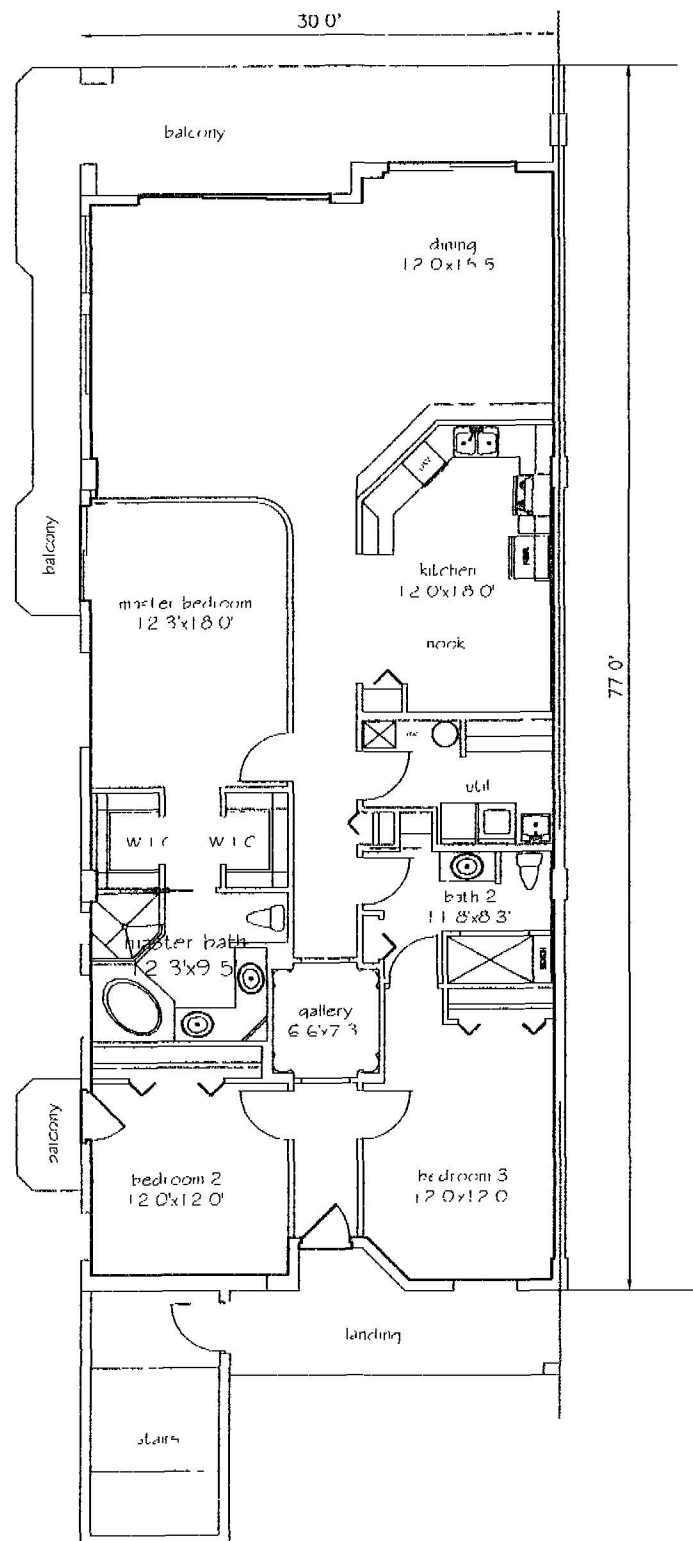 30 0'
balcony
dining
12 0x15 5
balcony
kitchen
12 0'x18 0'
nook
master bedroom
12 3'x18 0'
77.0'
util
W I C
W I C
bath 2
11 8'x8 3'
master bath
12 3'x9 5
gallery
6 6'x7 3
balcony
bedroom 2
12 0'x12 0'
bedroom 3
12 0x12 0
landing
stairs